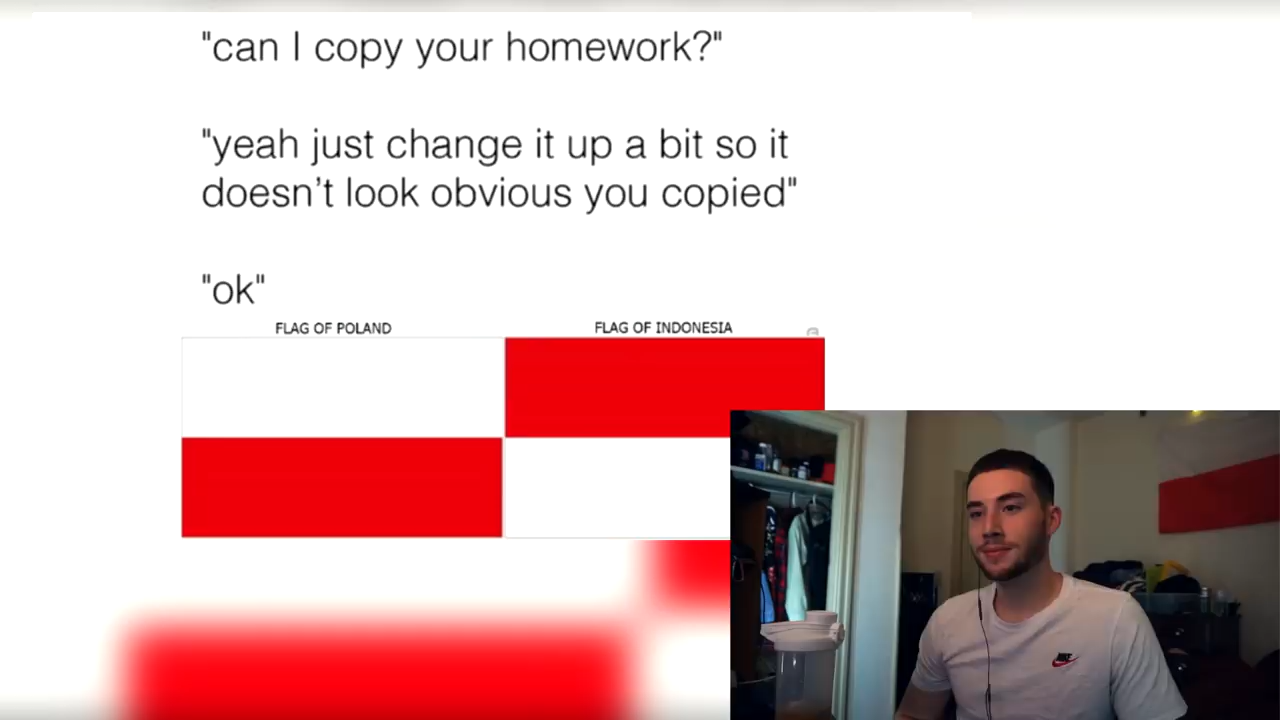 "can I copy your homework?"
"yeah just change it up a bit so it
doesn't look obvious you copied"
"ok"
FLAG OF POLAND
FLAG OF INDONESIA